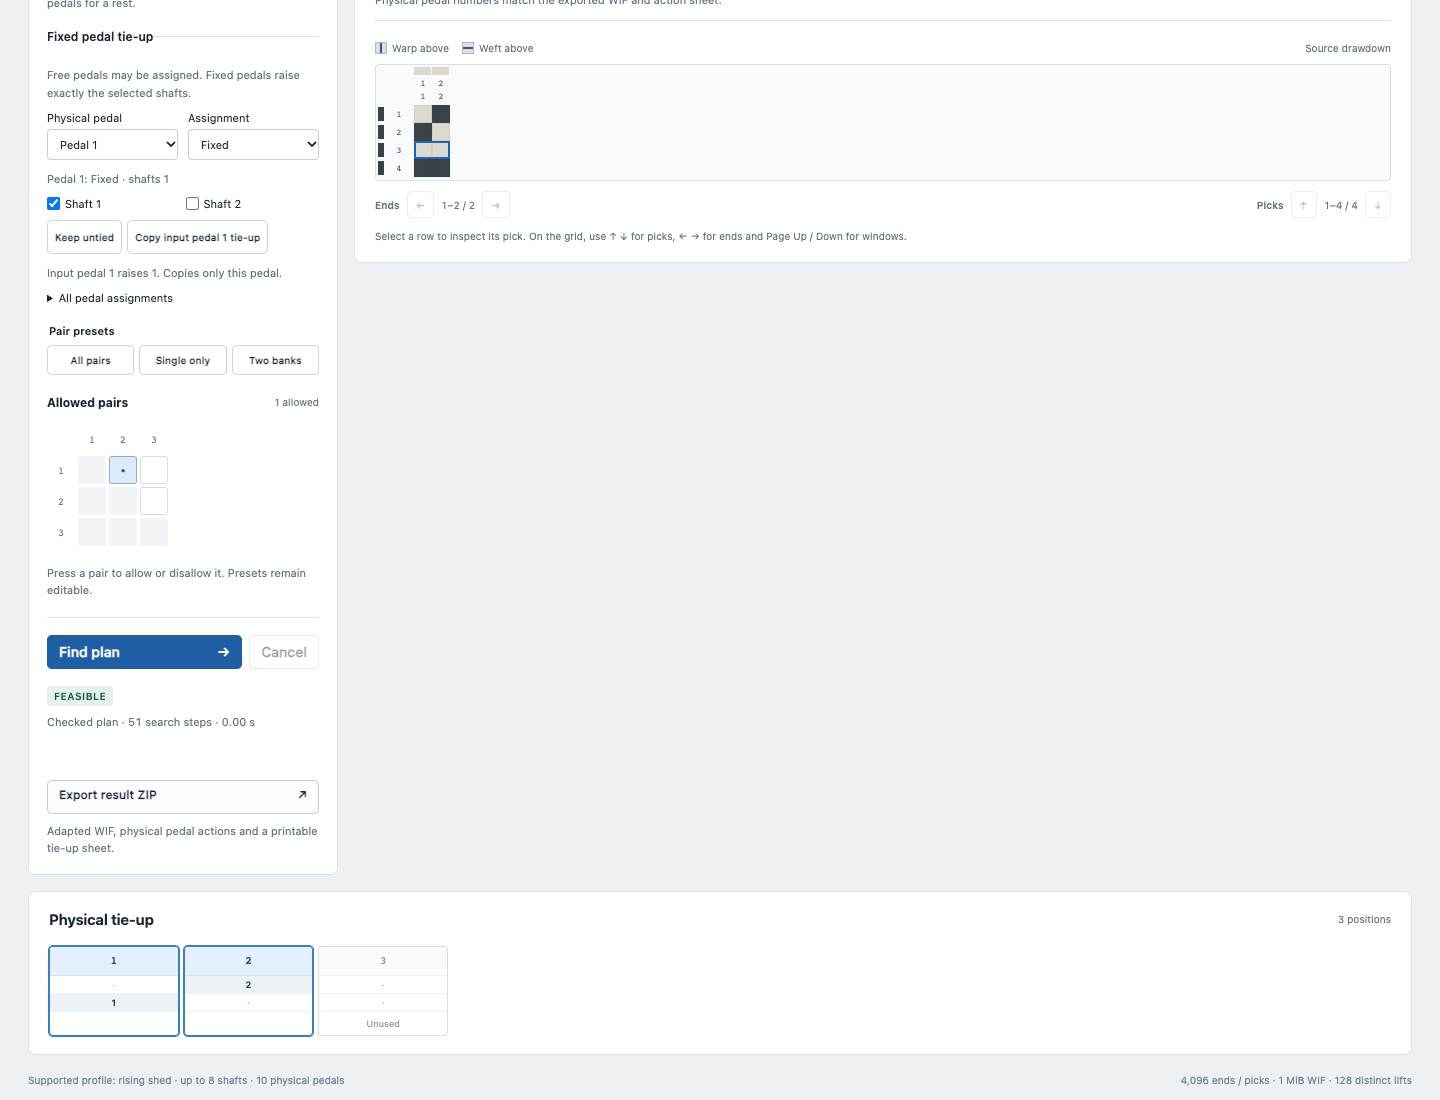 pedals for a rest.
Fixed pedal tie-up
Free pedals may be assigned. Fixed pedals raise
exactly the selected shafts.
Physical pedal Assignment
Pedal 1 Fixed
Pedal 1: Fixed · shafts 1
Shaft 1 Shaft 2
Keep untied Copy input pedal 1 tie-up
Input pedal 1 raises 1. Copies only this pedal.
All pedal assignments
Pair presets
All pairs Single only Two banks
Allowed pairs 1 allowed
1 2 3
1
2
3
Press a pair to allow or disallow it. Presets remain
editable.
Find plan → Cancel
FEASIBLE
Checked plan · 51 search steps · 0.00 s
Export result ZIP ↗
Adapted WIF, physical pedal actions and a printable
tie-up sheet.
Physical pedal numbers match the exported WIF and action sheet.
Warp above Weft above Source drawdown
1 2
1 2
1
2
3
4
Ends ← 1–2 / 2 → Picks ↑ 1–4 / 4 ↓
Select a row to inspect its pick. On the grid, use ↑ ↓ for picks, ← → for ends and Page Up / Down for windows.
Physical tie-up 3 positions
1 2 3
· 2 ·
1 · ·
Unused
Supported profile: rising shed · up to 8 shafts · 10 physical pedals 4,096 ends / picks · 1 MiB WIF · 128 distinct lifts